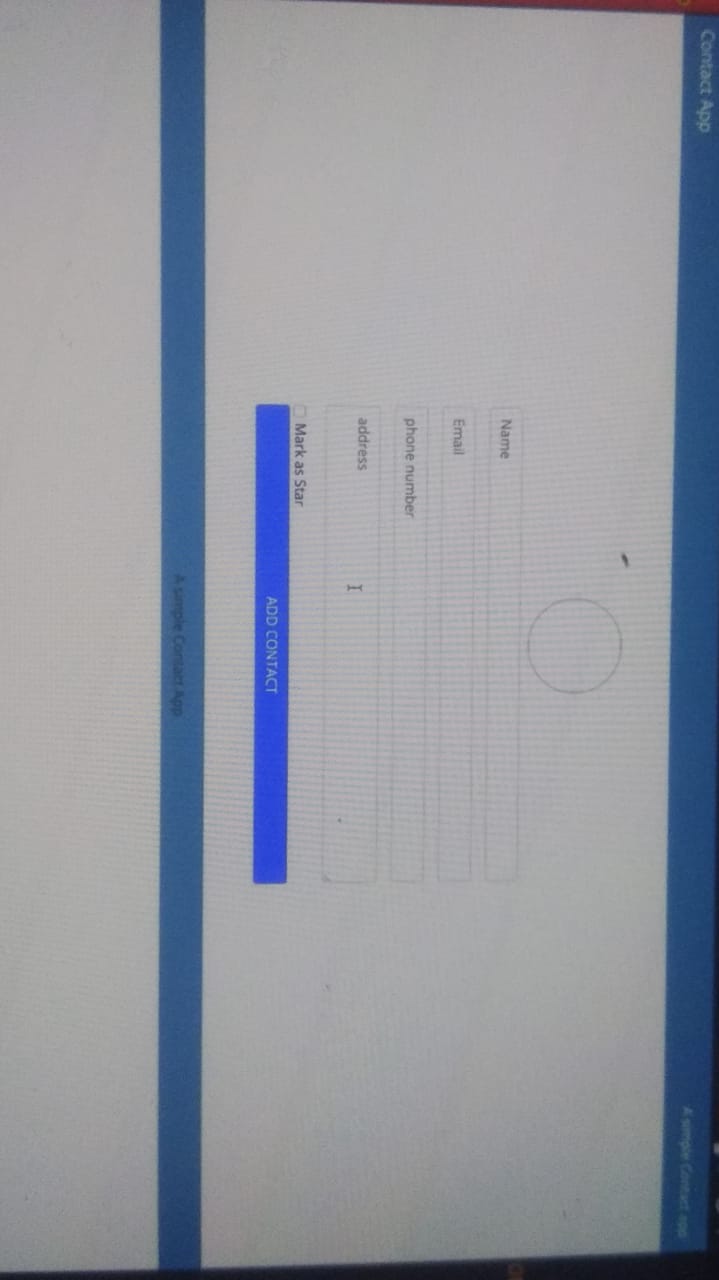 Contact App
A simple Contact app
Name
Email
phone number
address
Mark as Star
ADD CONTACT
A simple Contact App